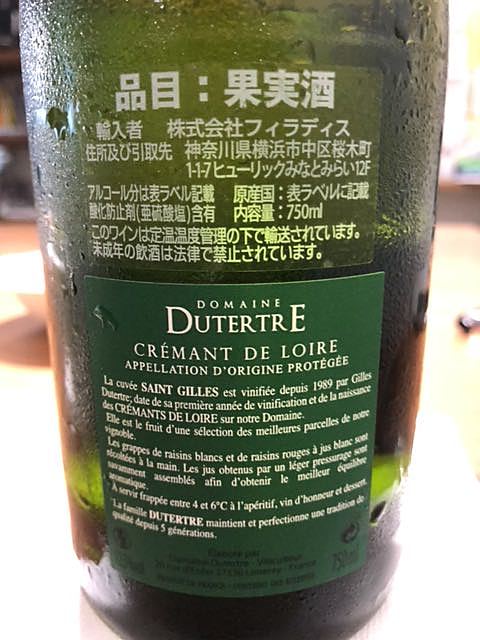 品目：果実酒
輸入者　株式会社フィラディス
住所及び引取先　神奈川県横浜市中区桜木町
1-1-7ヒューリックみなとみらい12F
アルコール分は表ラベル記載　原産国：表ラベルに記載
酸化防止剤(亜硫酸塩)含有　内容量：750ml
このワインは定温温度管理の下で輸送されています。
未成年の飲酒は法律で禁止されています。
DOMAINE
DUTERTRE
CRÉMANT DE LOIRE
APPELLATION D'ORIGINE PROTÉGÉE
La cuvée SAINT GILLES est vinifiée depuis 1989 par Gilles
Dutertre; date de sa première année de vinification et de la naissance
des CRÉMANTS DE LOIRE sur notre Domaine.
Elle est le fruit d'une sélection des meilleures parcelles de notre
vignoble.
Les grappes de raisins blancs et de raisins rouges à jus blanc sont
récoltées à la main. Les jus obtenus par un léger pressurage sont
savamment assemblés afin d'obtenir le meilleur équilibre
aromatique.
A servir frappée entre 4 et 6°C à l'apéritif, vin d'honneur et dessert.
La famille DUTERTRE maintient et perfectionne une tradition de
qualité depuis 5 générations.
Élaboré par
Domaine Dutertre - Viticulteur
20 rue d'Enfer 37530 Limeray - France
750ml